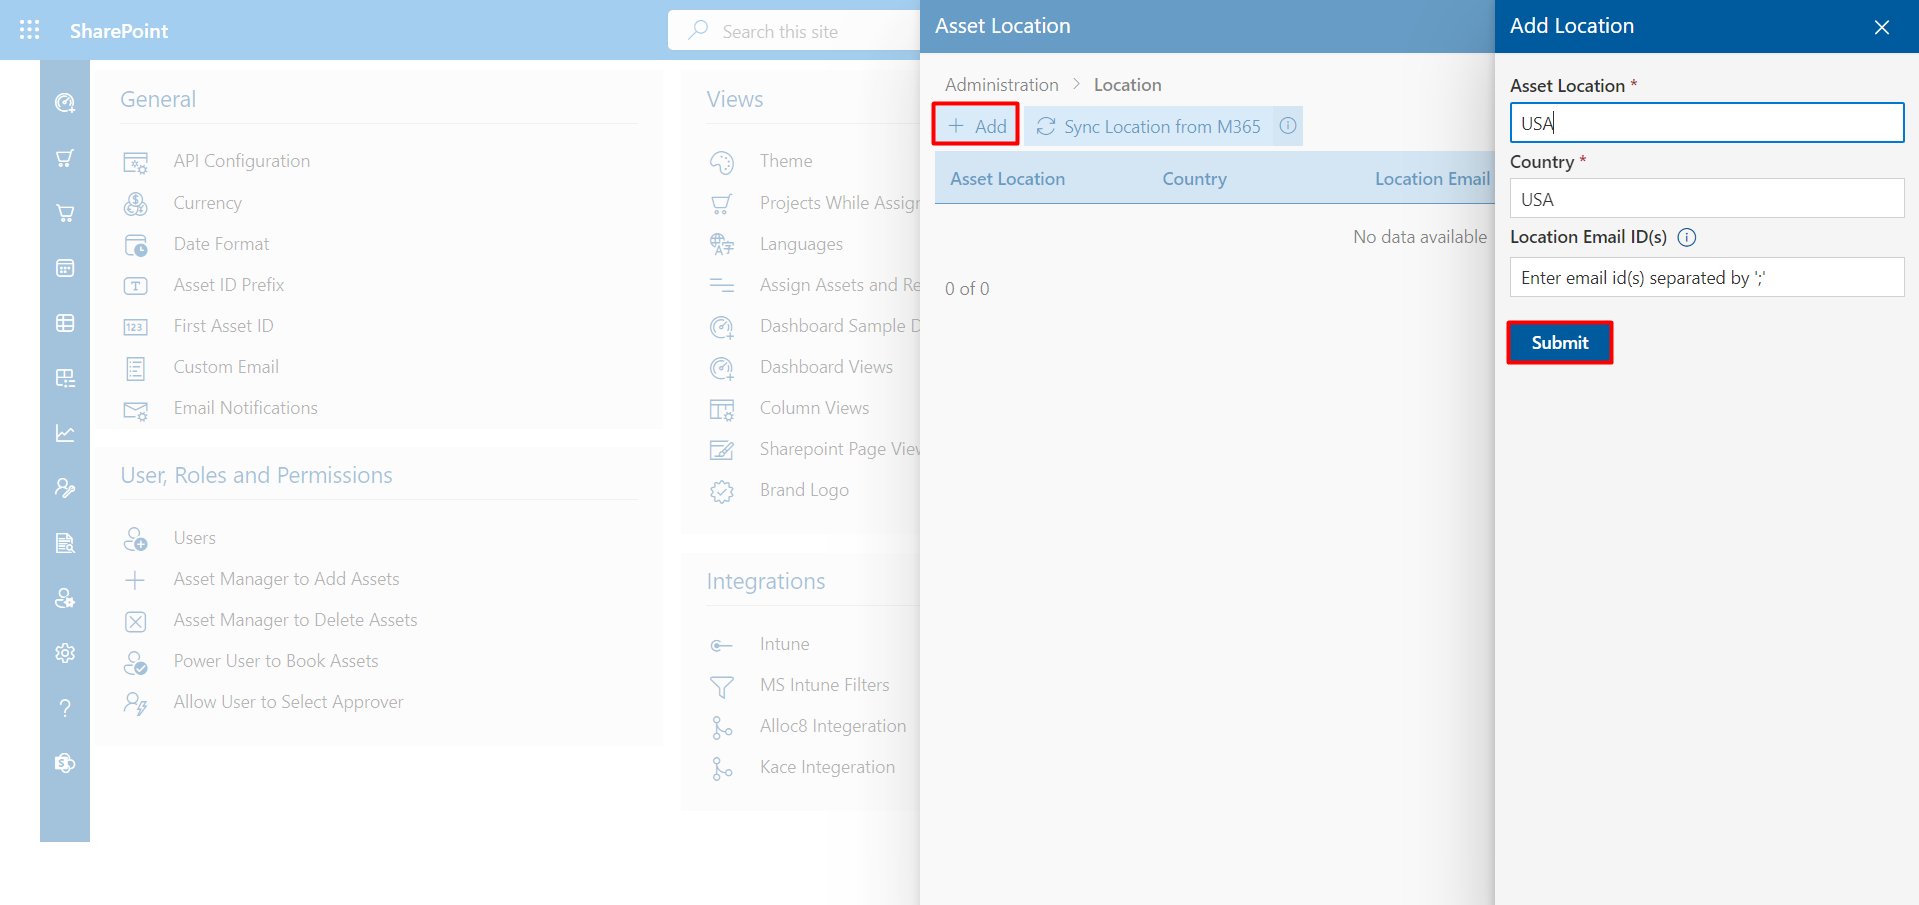 SharePoint
Search this site
General
API Configuration
Currency
Date Format
Asset ID Prefix
First Asset ID
Custom Email
Email Notifications
User, Roles and Permissions
Users
Asset Manager to Add Assets
Asset Manager to Delete Assets
Power User to Book Assets
Allow User to Select Approver
Views
Theme
Projects While Assign
Languages
Assign Assets and Re
Dashboard Sample D
Dashboard Views
Column Views
Sharepoint Page View
Brand Logo
Integrations
Intune
MS Intune Filters
Alloc8 Integeration
Kace Integeration
Asset Location
Administration > Location
+ Add Sync Location from M365
Asset Location Country Location Email
No data available
0 of 0
Add Location
Asset Location *
USA
Country *
USA
Location Email ID(s)
Enter email id(s) separated by ';'
Submit